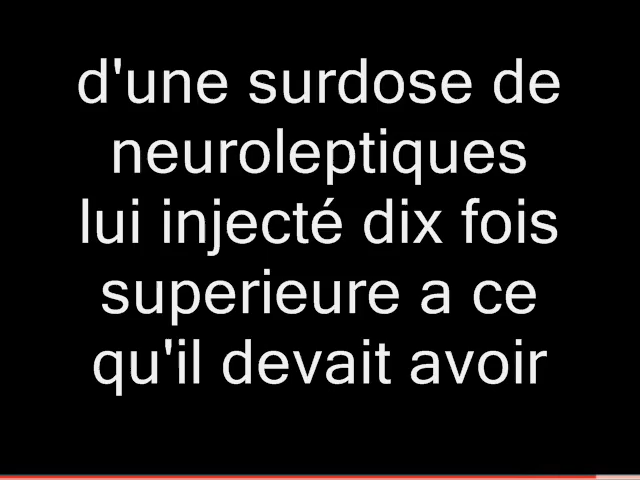 d'une surdose de
neuroleptiques
lui injecté dix fois
superieure a ce
qu'il devait avoir